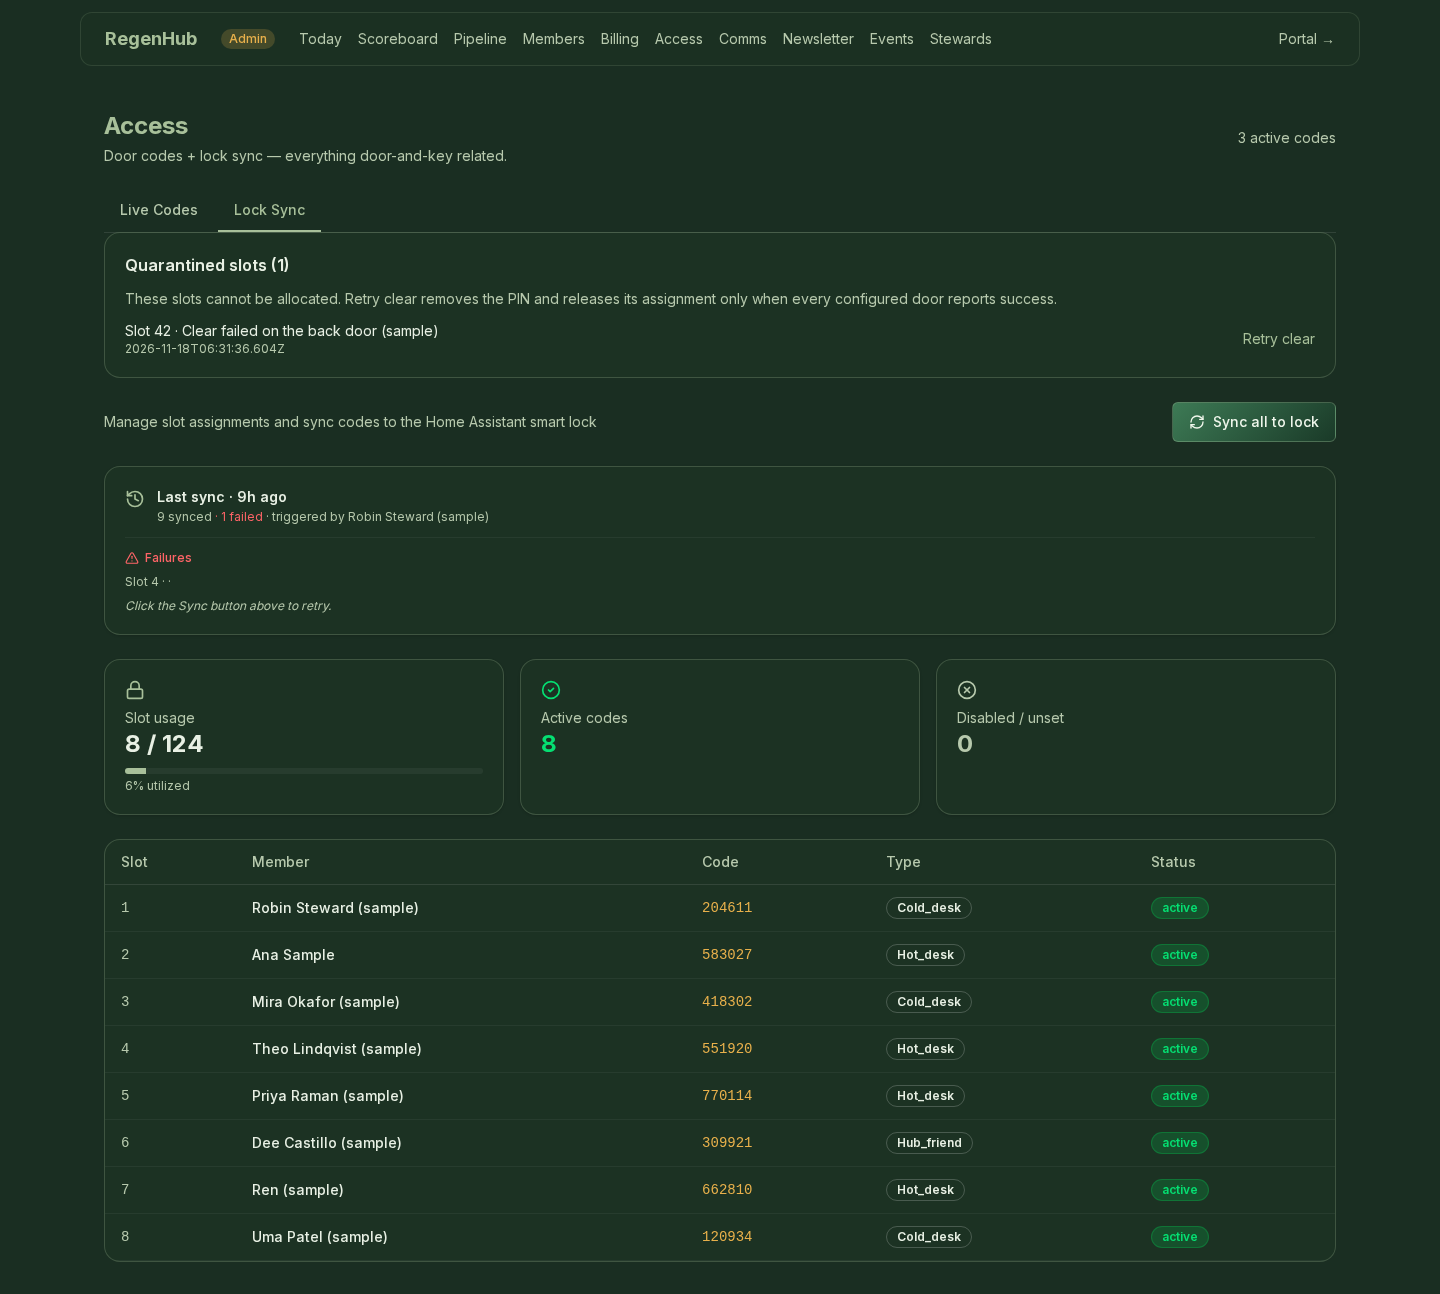 RegenHub Admin Today Scoreboard Pipeline Members Billing Access Comms Newsletter Events Stewards Portal →
Access
Door codes + lock sync — everything door-and-key related.
3 active codes
Live Codes Lock Sync
Quarantined slots (1)
These slots cannot be allocated. Retry clear removes the PIN and releases its assignment only when every configured door reports success.
Slot 42 · Clear failed on the back door (sample)
2026-11-18T06:31:36.604Z
Retry clear
Manage slot assignments and sync codes to the Home Assistant smart lock
Sync all to lock
Last sync · 9h ago
9 synced · 1 failed · triggered by Robin Steward (sample)
Failures
Slot 4 · ·
Click the Sync button above to retry.
Slot usage
8 / 124
6% utilized
Active codes
8
Disabled / unset
0
Slot Member Code Type Status
1 Robin Steward (sample) 204611 Cold_desk active
2 Ana Sample 583027 Hot_desk active
3 Mira Okafor (sample) 418302 Cold_desk active
4 Theo Lindqvist (sample) 551920 Hot_desk active
5 Priya Raman (sample) 770114 Hot_desk active
6 Dee Castillo (sample) 309921 Hub_friend active
7 Ren (sample) 662810 Hot_desk active
8 Uma Patel (sample) 120934 Cold_desk active